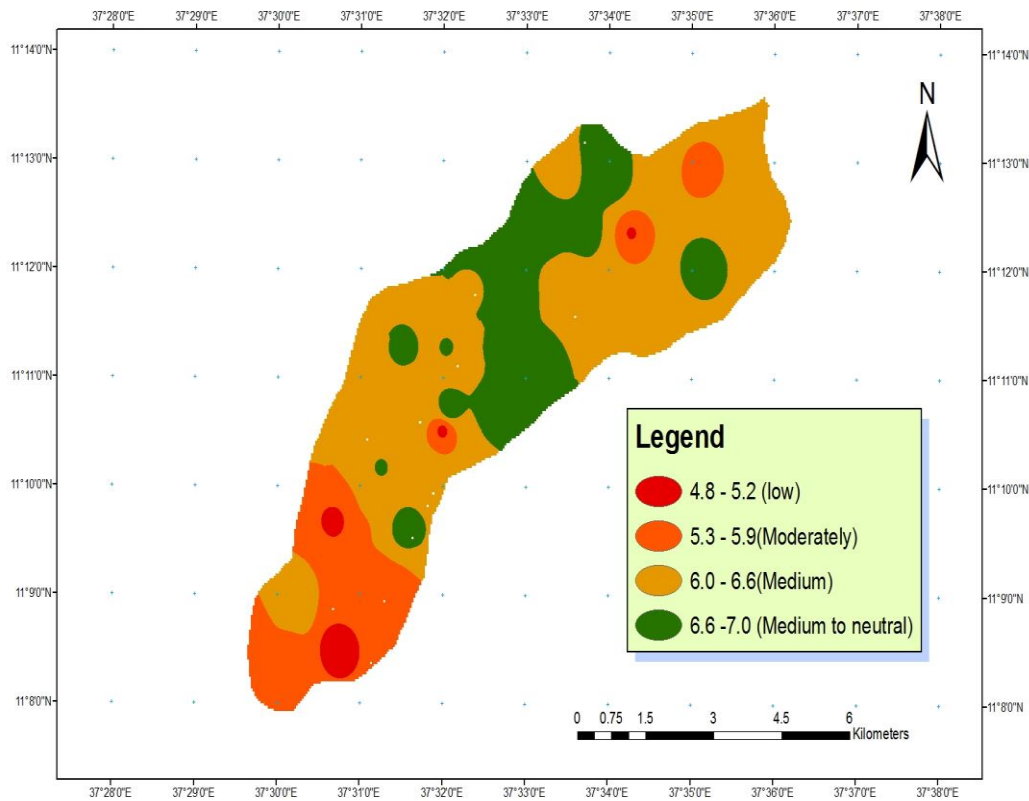 37°28'0"E 37°29'0"E 37°30'0"E 37°31'0"E 37°32'0"E 37°33'0"E 37°34'0"E 37°35'0"E 37°36'0"E 37°37'0"E 37°38'0"E
11°14'0"N 11°14'0"N
N
11°13'0"N 11°13'0"N
11°12'0"N 11°12'0"N
11°11'0"N 11°11'0"N
Legend
11°10'0"N 11°10'0"N
4.8 - 5.2 (low)
5.3 - 5.9(Moderately)
6.0 - 6.6(Medium)
11°9'0"N 11°9'0"N
6.6 -7.0 (Medium to neutral)
11°8'0"N 11°8'0"N
0 0.75 1.5 3 4.5 6
Kilometers
37°28'0"E 37°29'0"E 37°30'0"E 37°31'0"E 37°32'0"E 37°33'0"E 37°34'0"E 37°35'0"E 37°36'0"E 37°37'0"E 37°38'0"E